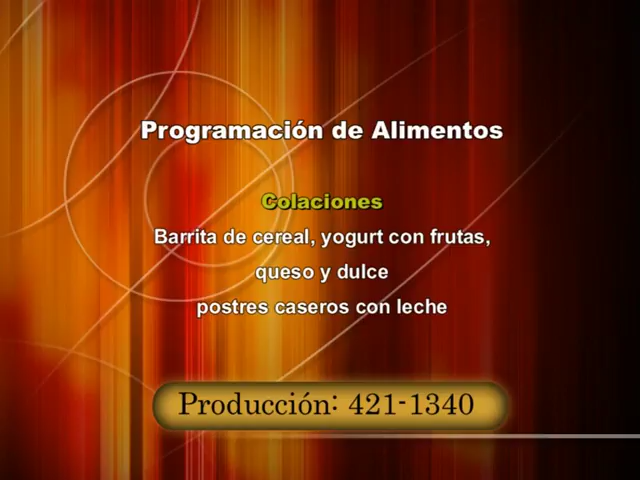 Programación de Alimentos
Colaciones
Barrita de cereal, yogurt con frutas,
queso y dulce
postres caseros con leche
Producción: 421-1340